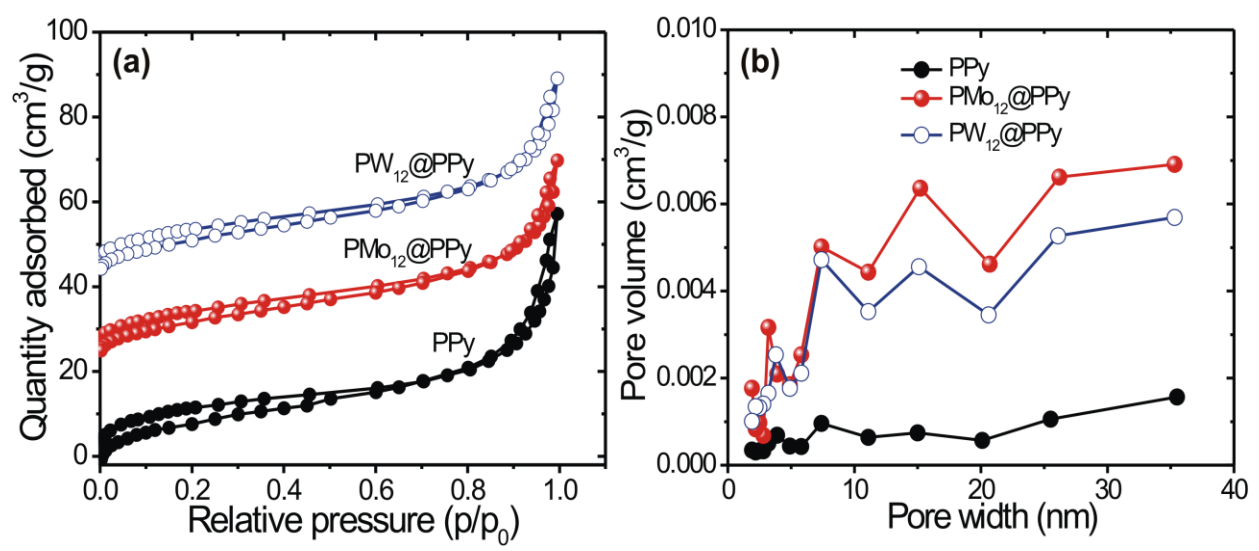 (a)
Quantity adsorbed (cm³/g)
100
80
60
40
20
0
PW₁₂@PPy
PMo₁₂@PPy
PPy
0.0
0.2
0.4
0.6
0.8
1.0
Relative pressure (p/p₀)
(b)
Pore volume (cm³/g)
0.010
0.008
0.006
0.004
0.002
0.000
PPy
PMo₁₂@PPy
PW₁₂@PPy
0
10
20
30
40
Pore width (nm)